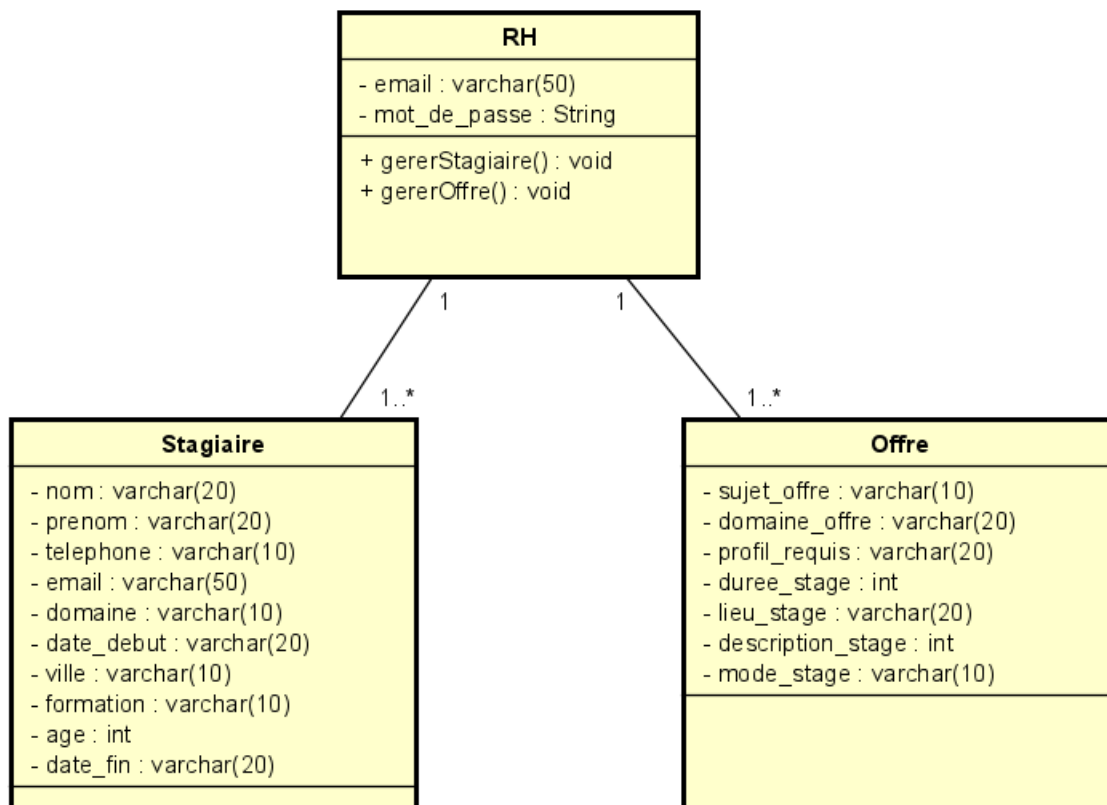 RH
- email : varchar(50)
- mot_de_passe : String
+ gererStagiaire() : void
+ gererOffre() : void
1
1
1..*
1..*
Stagiaire
- nom : varchar(20)
- prenom : varchar(20)
- telephone : varchar(10)
- email : varchar(50)
- domaine : varchar(10)
- date_debut : varchar(20)
- ville : varchar(10)
- formation : varchar(10)
- age : int
- date_fin : varchar(20)
Offre
- sujet_offre : varchar(10)
- domaine_offre : varchar(20)
- profil_requis : varchar(20)
- duree_stage : int
- lieu_stage : varchar(20)
- description_stage : int
- mode_stage : varchar(10)